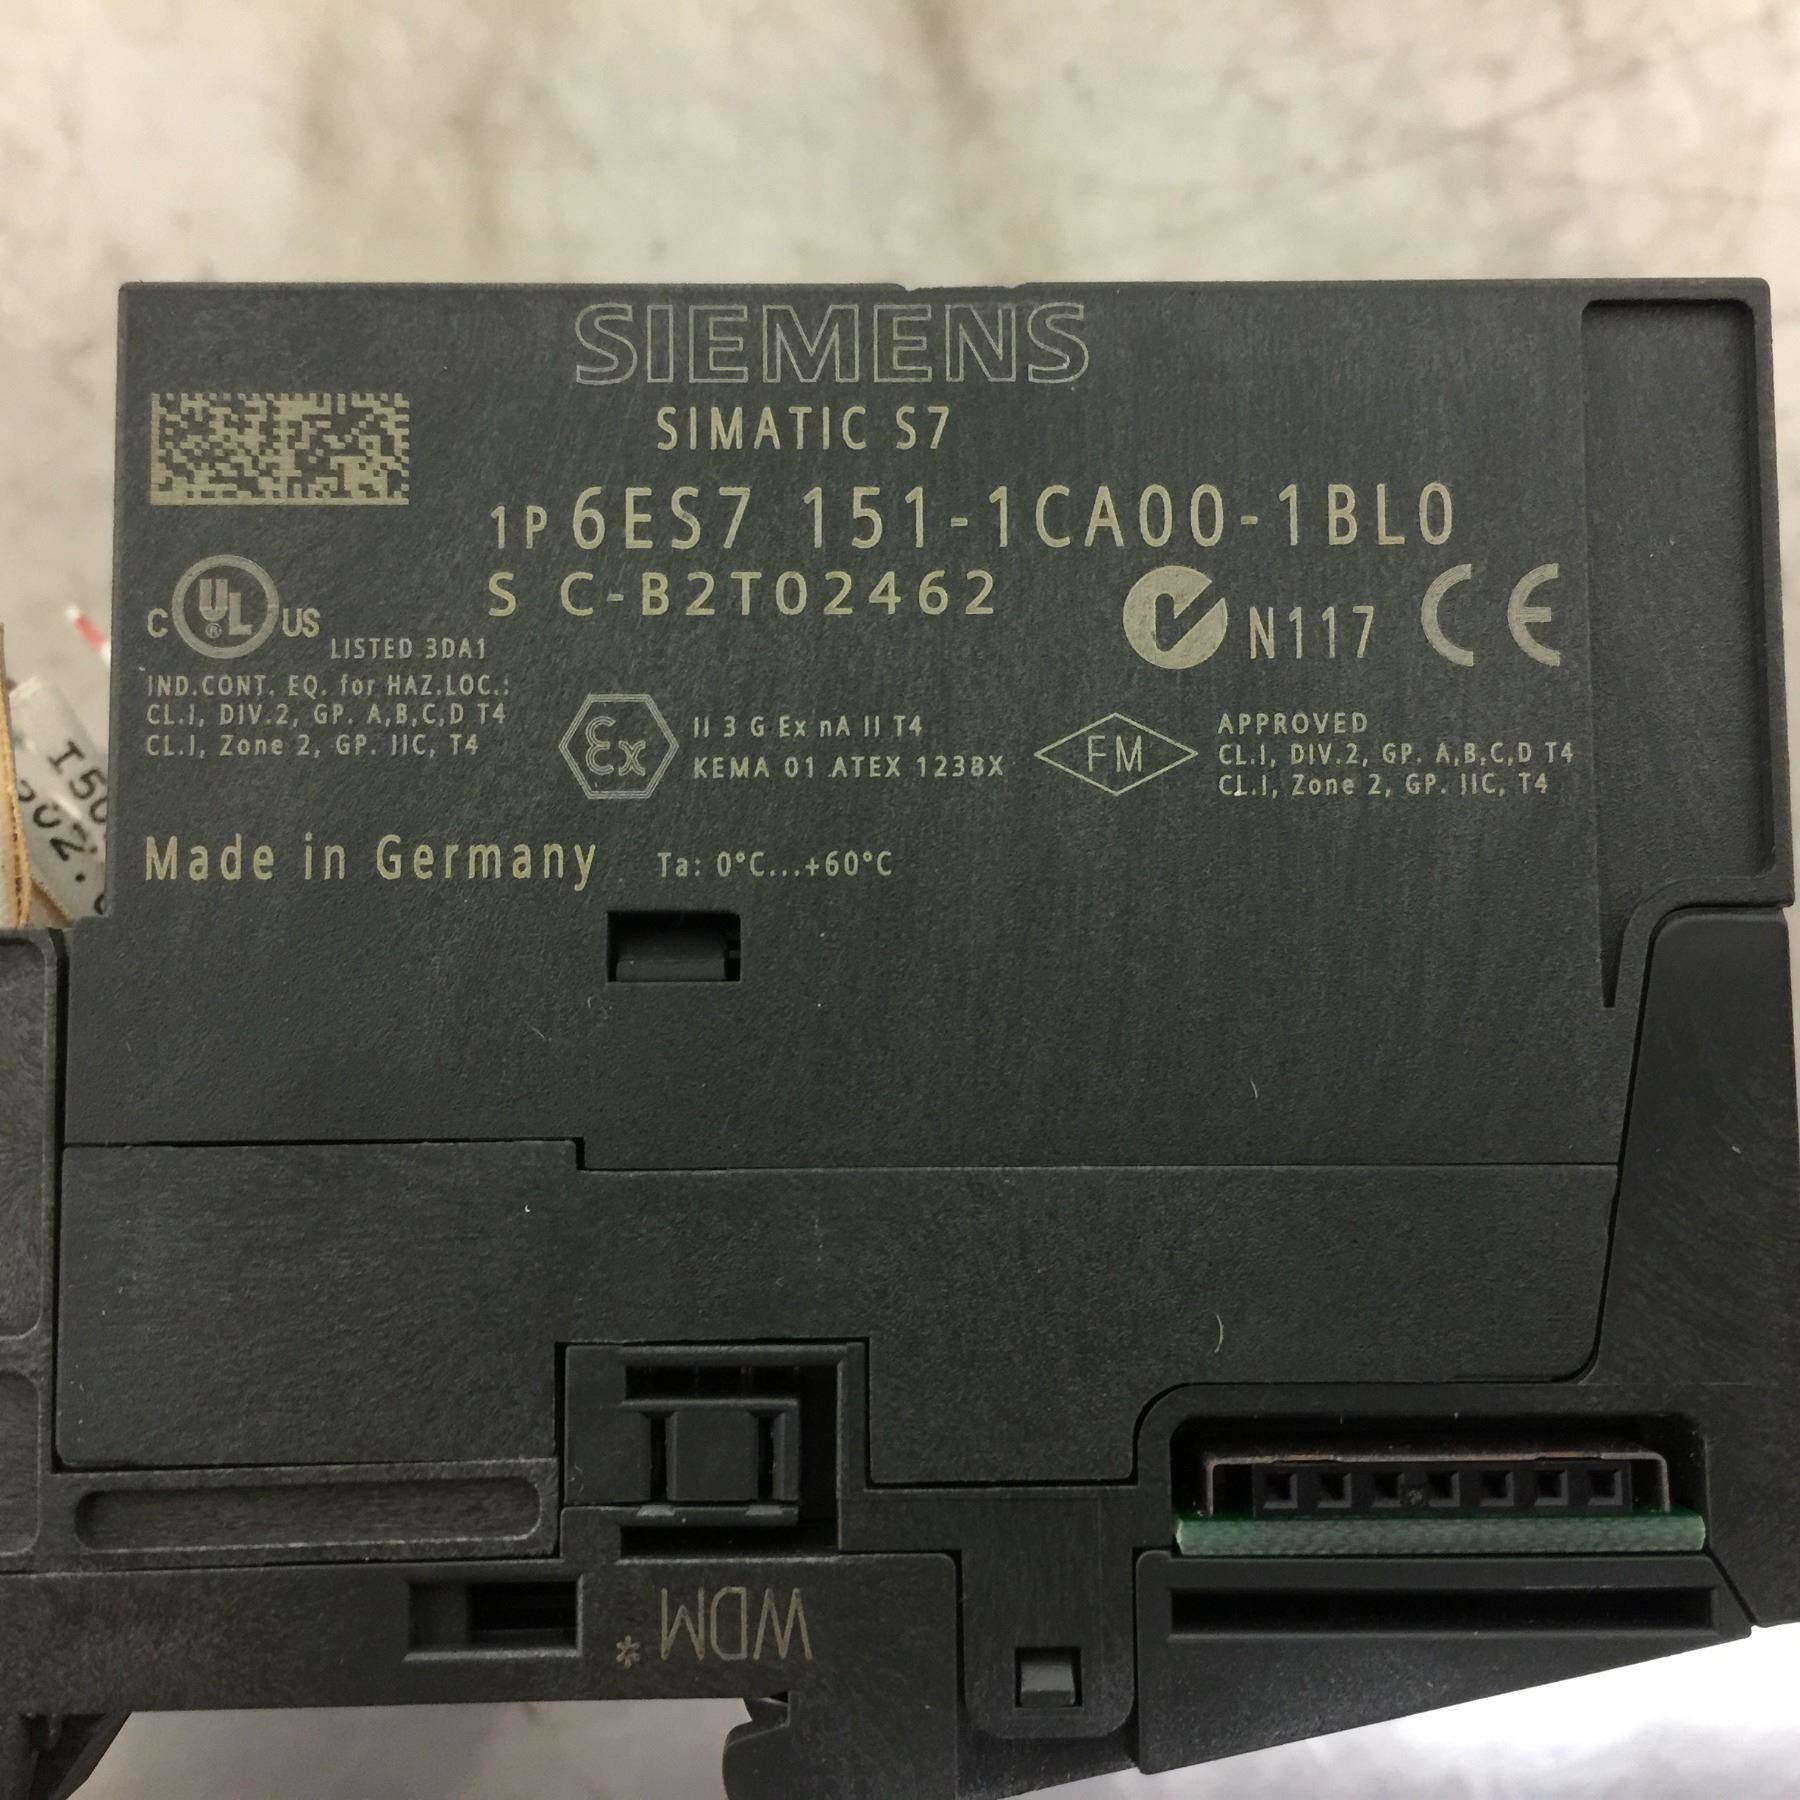 SIEMENS
SIMATIC S7
1P 6ES7 151-1CA00-1BL0
S C-B2T02462
C UL ® US
LISTED 3DA1
N117 CE
IND.CONT. EQ. for HAZ.LOC.:
CL.I, DIV.2, GP. A,B,C,D T4
CL.I, Zone 2, GP. IIC, T4
Ex
II 3 G Ex nA II T4
KEMA 01 ATEX 1238X
FM
APPROVED
CL.I, DIV.2, GP. A,B,C,D T4
CL.I, Zone 2, GP. IIC, T4
Made in Germany Ta: 0°C...+60°C
WDM *